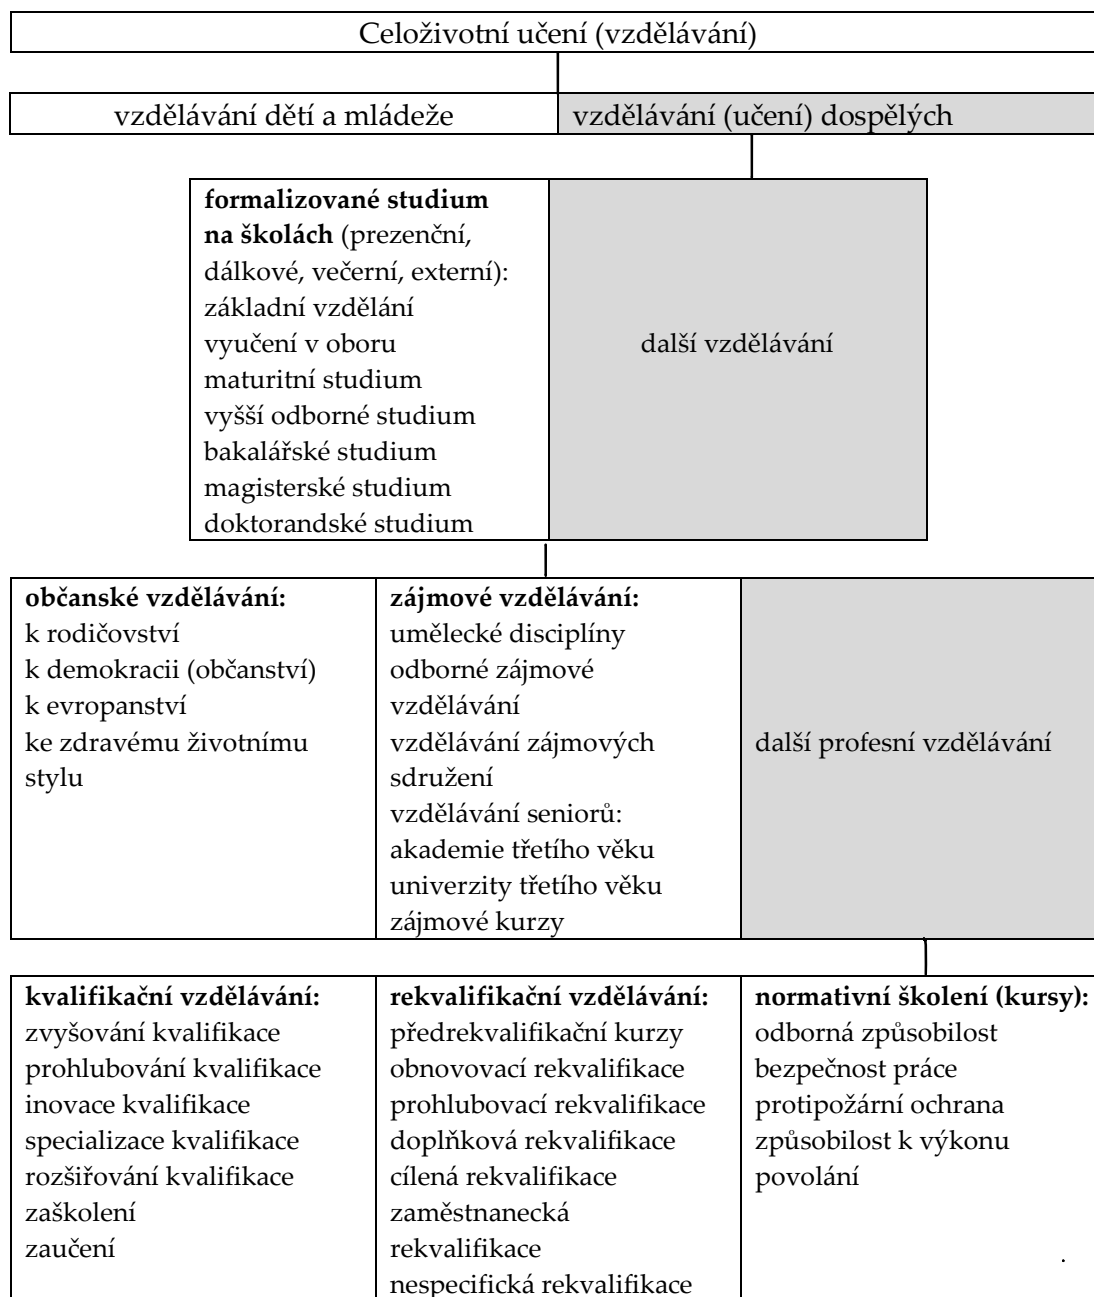 Celoživotní učení (vzdělávání)
vzdělávání dětí a mládeže
vzdělávání (učení) dospělých
formalizované studium
na školách (prezenční,
dálkové, večerní, externí):
základní vzdělání
vyučení v oboru
maturitní studium
vyšší odborné studium
bakalářské studium
magisterské studium
doktorandské studium
další vzdělávání
občanské vzdělávání:
k rodičovství
k demokracii (občanství)
k evropanství
ke zdravému životnímu
stylu
zájmové vzdělávání:
umělecké disciplíny
odborné zájmové
vzdělávání
vzdělávání zájmových
sdružení
vzdělávání seniorů:
akademie třetího věku
univerzity třetího věku
zájmové kurzy
další profesní vzdělávání
kvalifikační vzdělávání:
zvyšování kvalifikace
prohlubování kvalifikace
inovace kvalifikace
specializace kvalifikace
rozšiřování kvalifikace
zaškolení
zaučení
rekvalifikační vzdělávání:
předrekvalifikační kurzy
obnovovací rekvalifikace
prohlubovací rekvalifikace
doplňková rekvalifikace
cílená rekvalifikace
zaměstnanecká
rekvalifikace
nespecifická rekvalifikace
normativní školení (kursy):
odborná způsobilost
bezpečnost práce
protipožární ochrana
způsobilost k výkonu
povolání
.